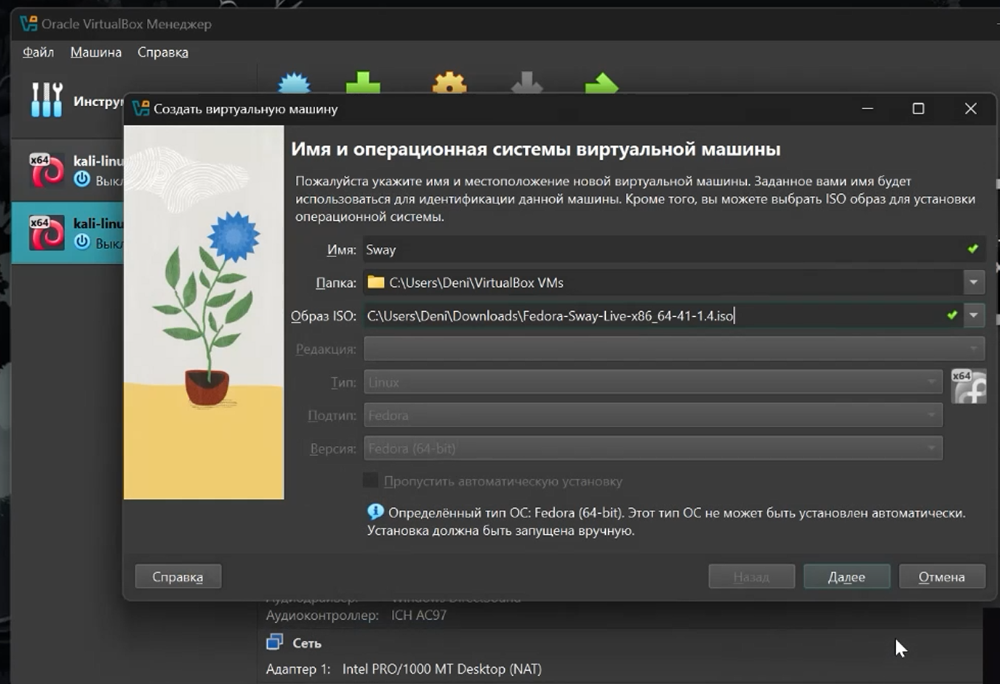 Oracle VirtualBox Менеджер
Файл Машина Справка
Создать виртуальную машину
Имя и операционная системы виртуальной машины
Пожалуйста укажите имя и местоположение новой виртуальной машины. Заданное вами имя будет
использоваться для идентификации данной машины. Кроме того, вы можете выбрать ISO образ для установки
операционной системы.
x64 kali-linu
Выкл
x64 kali-linu
Выкл
Имя: Sway
Папка: C:\Users\Deni\VirtualBox VMs
Образ ISO: C:\Users\Deni\Downloads\Fedora-Sway-Live-x86_64-41-1.4.iso
Редакция:
Тип: Linux
x64
Подтип: Fedora
Версия: Fedora (64-bit)
Пропустить автоматическую установку
Определённый тип ОС: Fedora (64-bit). Этот тип ОС не может быть установлен автоматически.
Установка должна быть запущена вручную.
Справка Назад Далее Отмена
Аудиоконтроллер: ICH AC97
Сеть
Адаптер 1: Intel PRO/1000 MT Desktop (NAT)